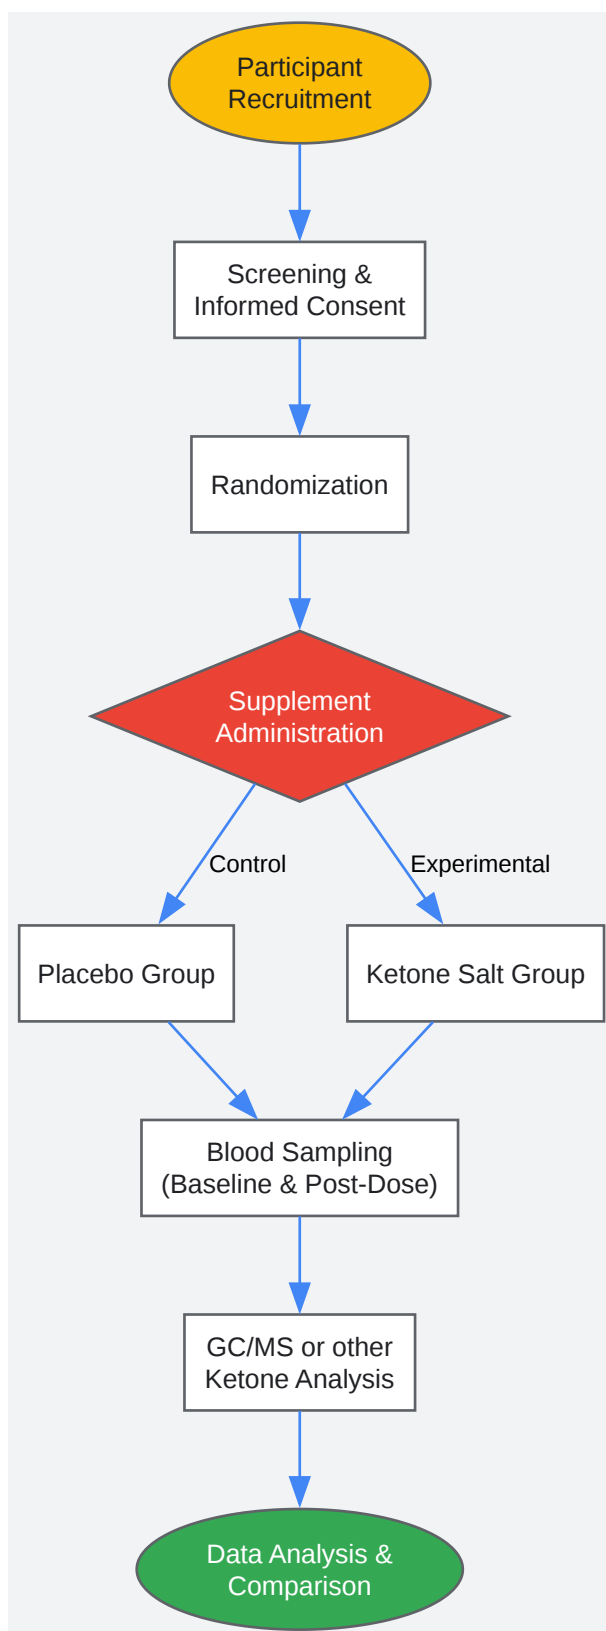 Participant
Recruitment
Screening &
Informed Consent
Randomization
Supplement
Administration
Control
Experimental
Placebo Group
Ketone Salt Group
Blood Sampling
(Baseline & Post-Dose)
GC/MS or other
Ketone Analysis
Data Analysis &
Comparison